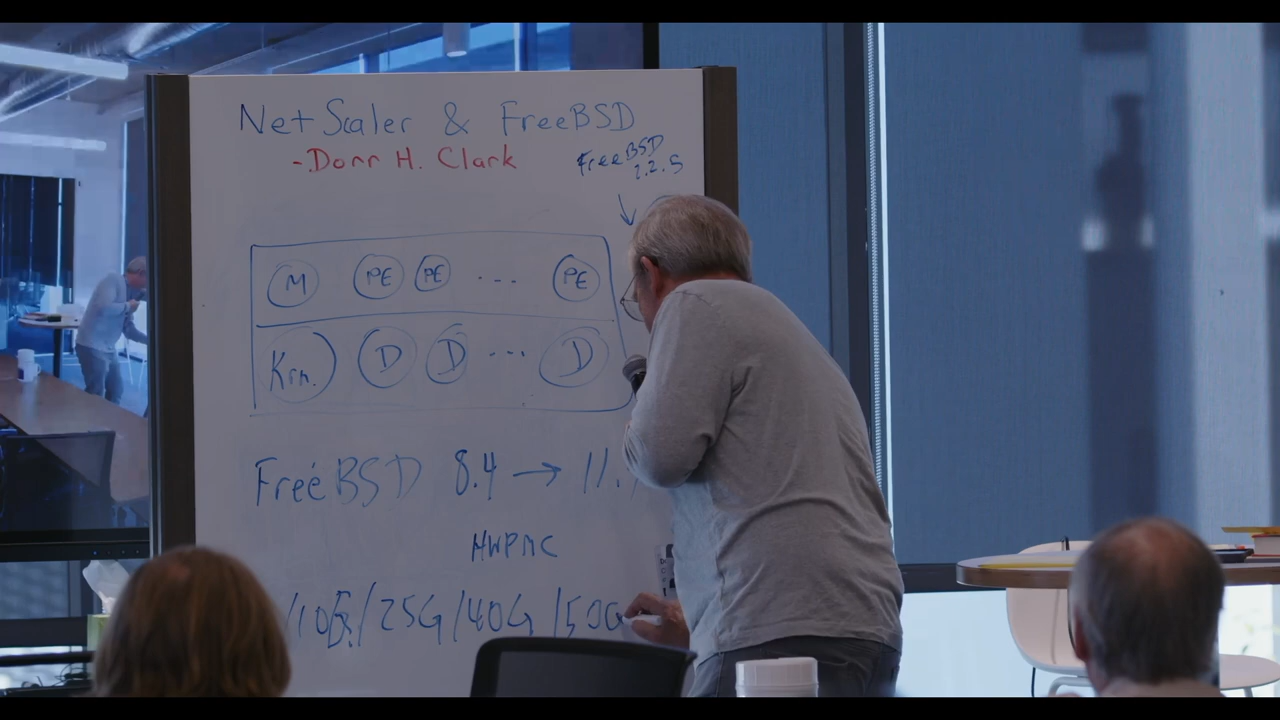 NetScaler & FreeBSD
- Dorr H. Clark
FreeBSD
2.2.5
M PE PE ... PE
Krn. D D ... D
FreeBSD 8.4 → 11.
HWPMC
/10G/25G/40G/50G